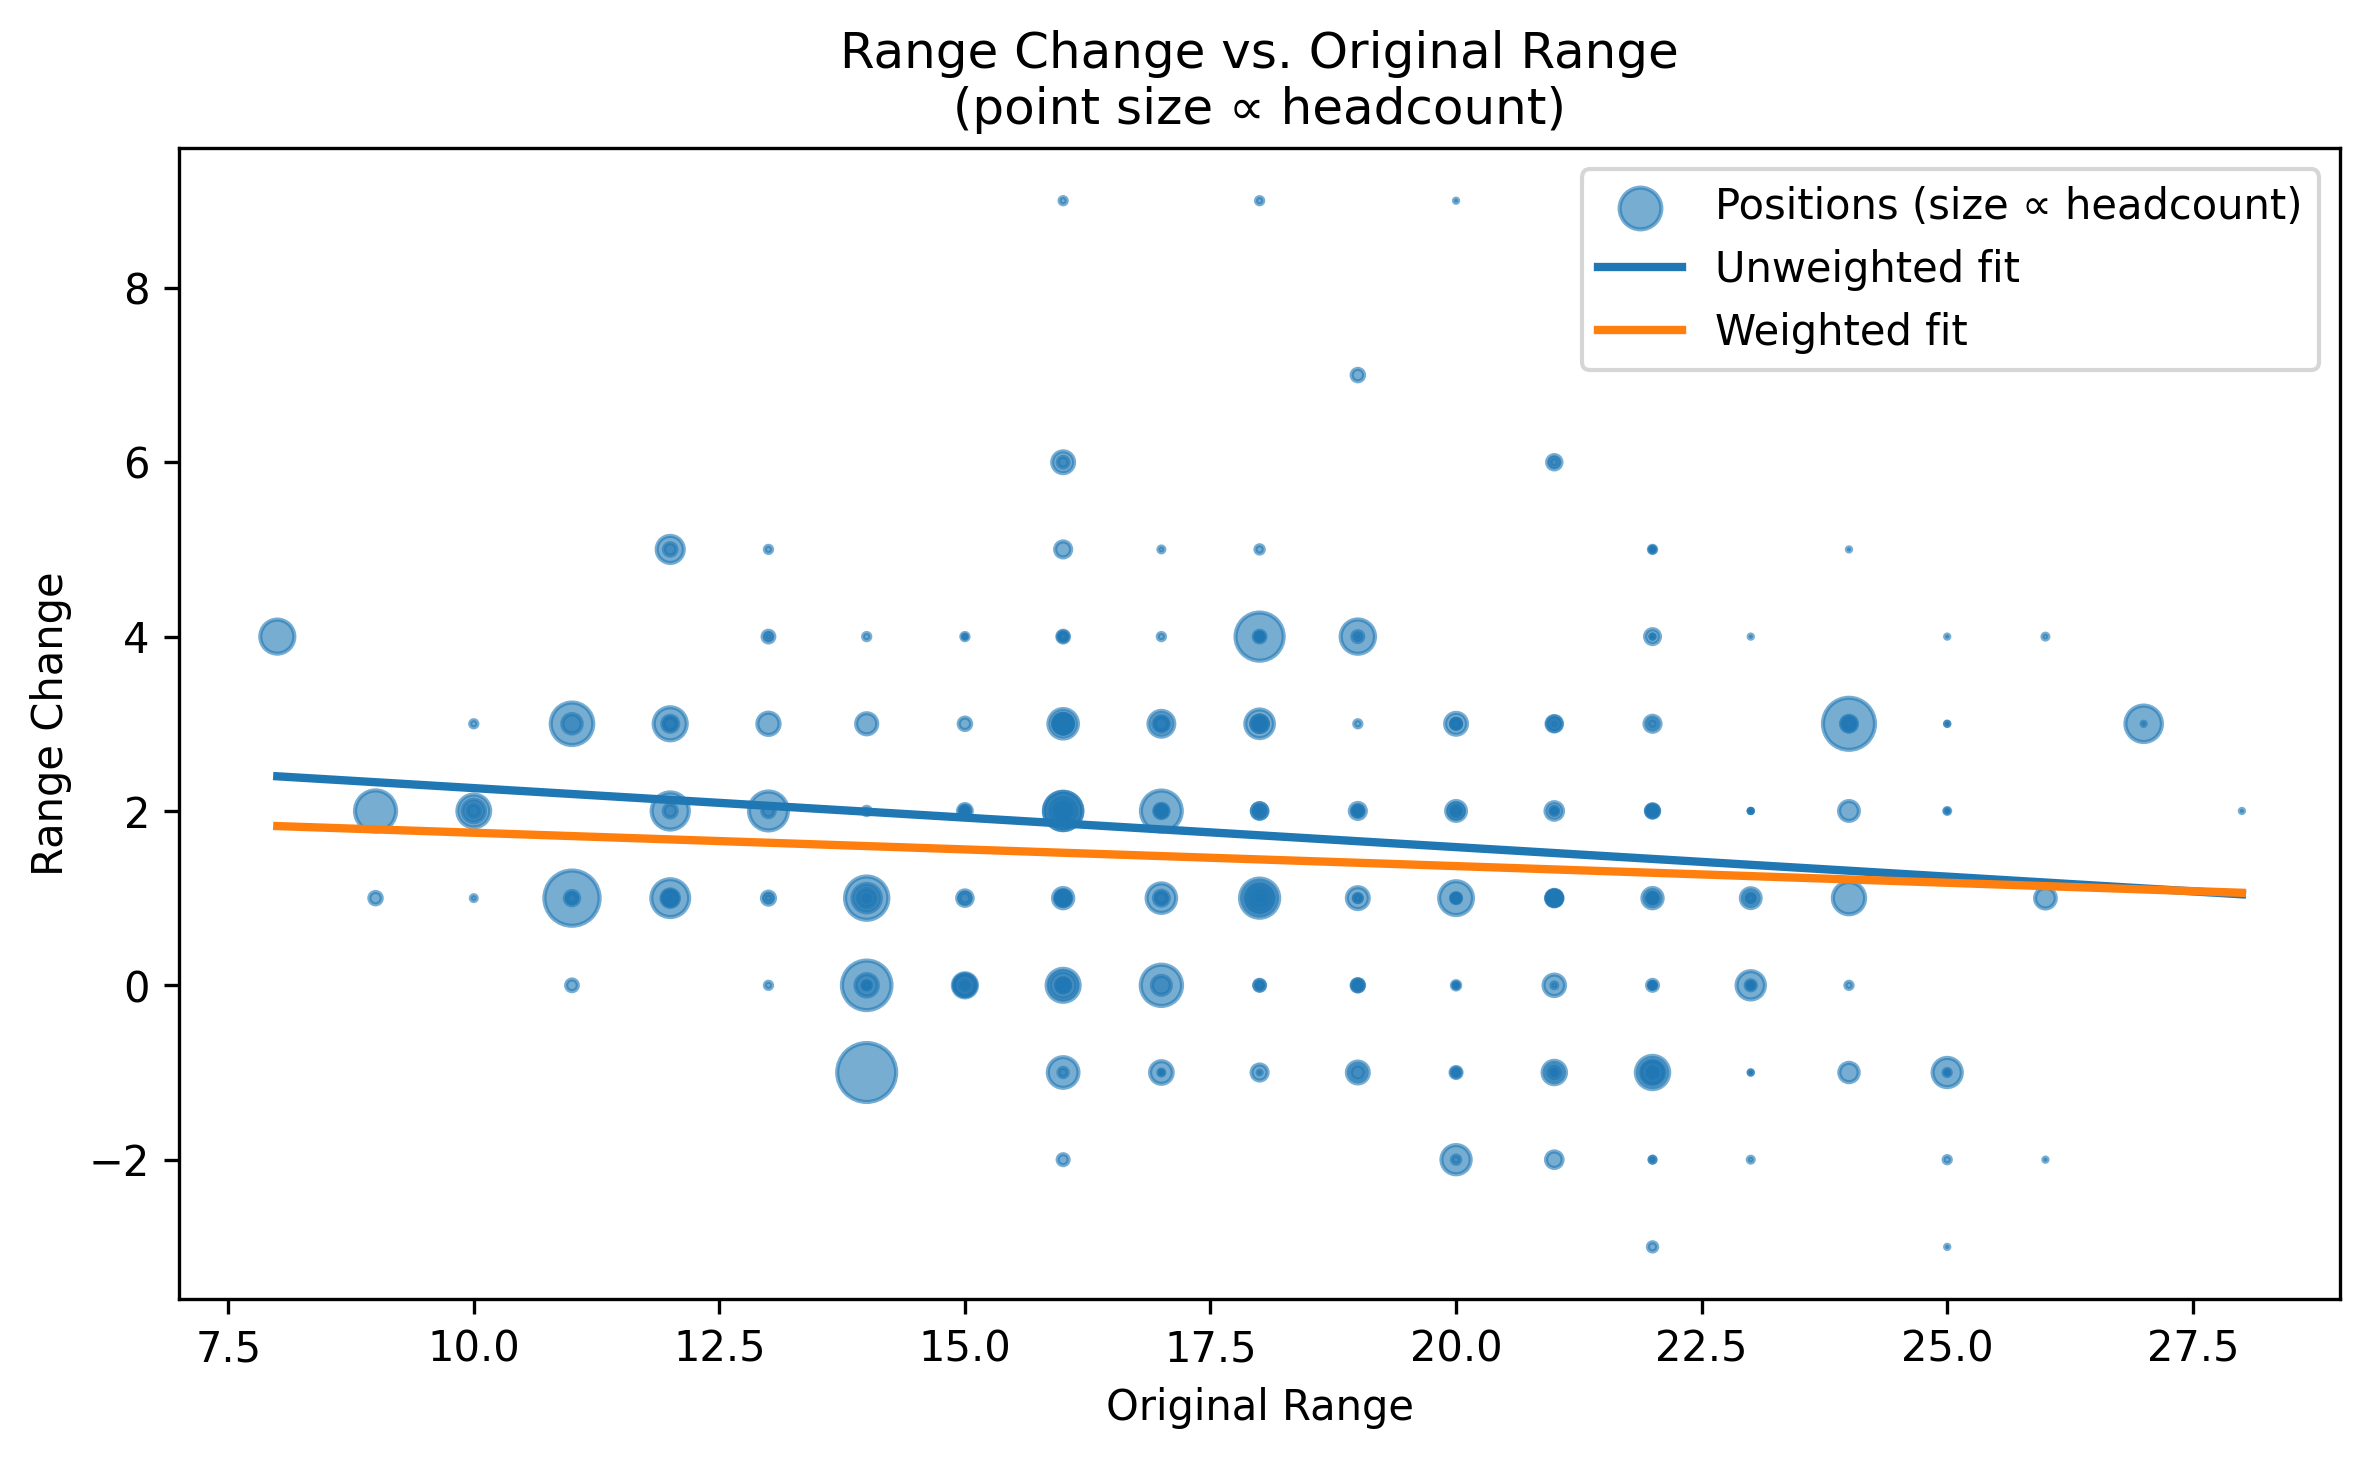 Range Change vs. Original Range
(point size ∝ headcount)
Positions (size ∝ headcount)
Unweighted fit
Weighted fit
Range Change
8
6
4
2
0
−2
7.5
10.0
12.5
15.0
17.5
20.0
22.5
25.0
27.5
Original Range